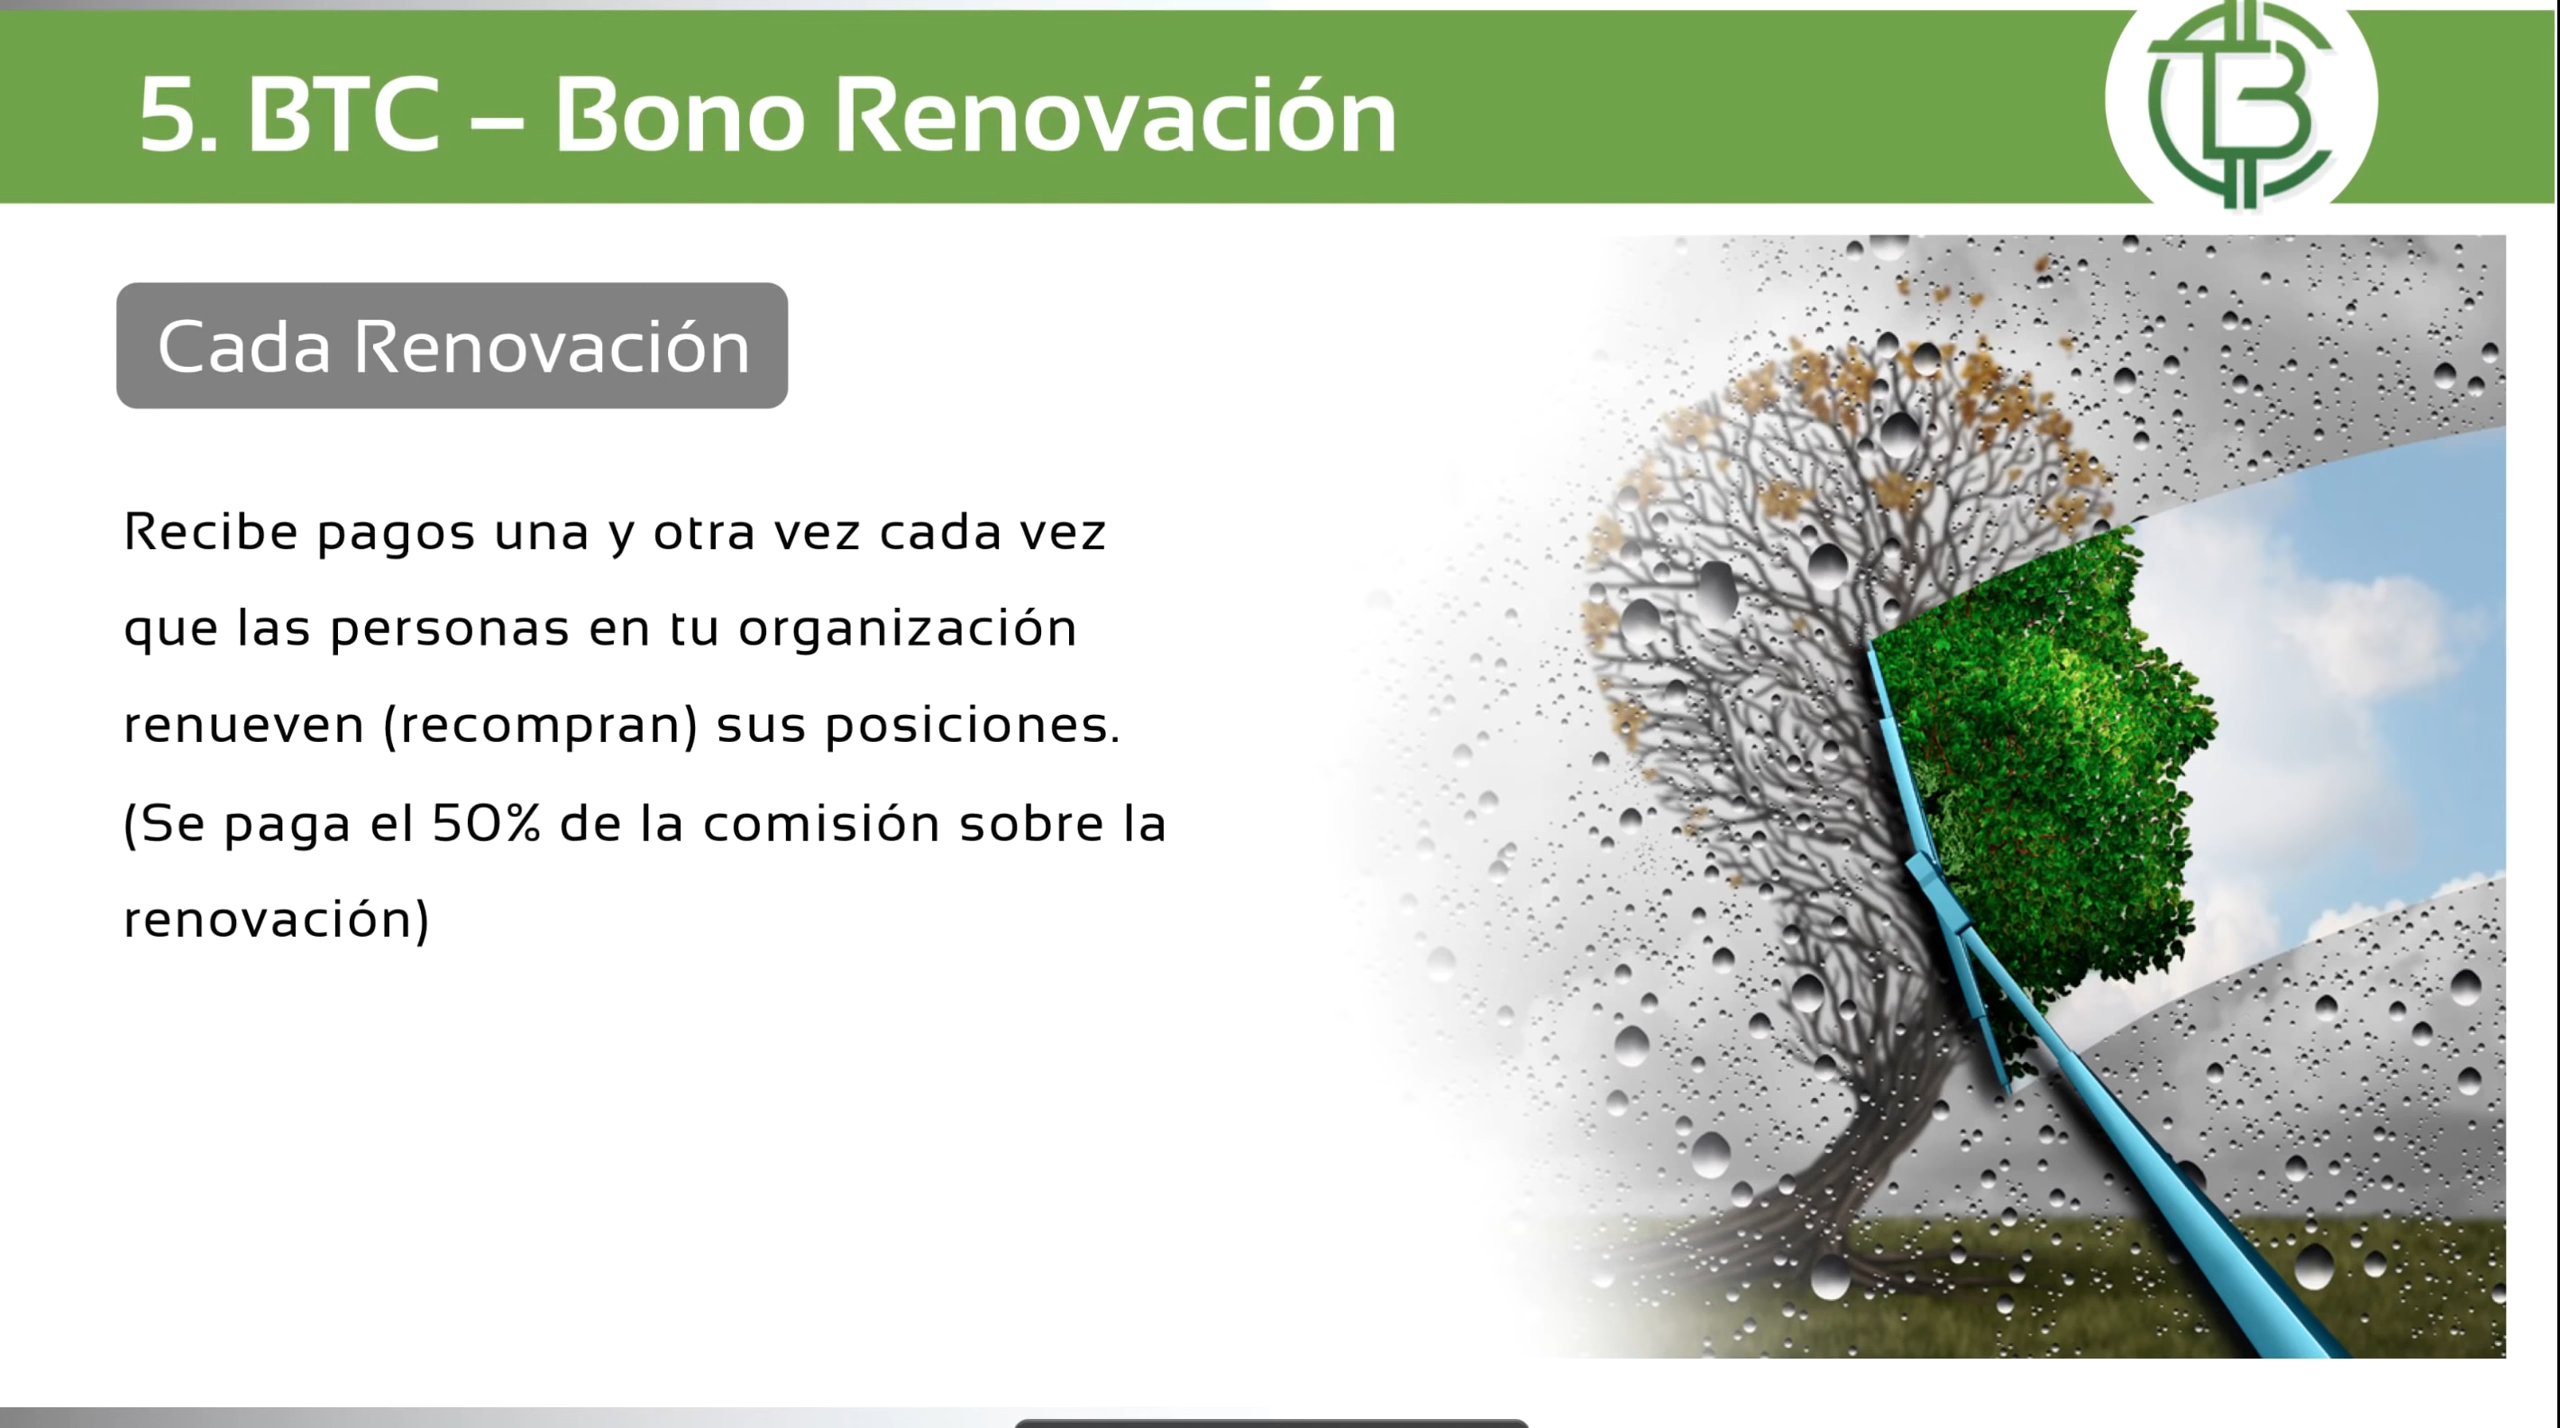 5. BTC – Bono Renovación
Cada Renovación
Recibe pagos una y otra vez cada vez
que las personas en tu organización
renueven (recompran) sus posiciones.
(Se paga el 50% de la comisión sobre la
renovación)